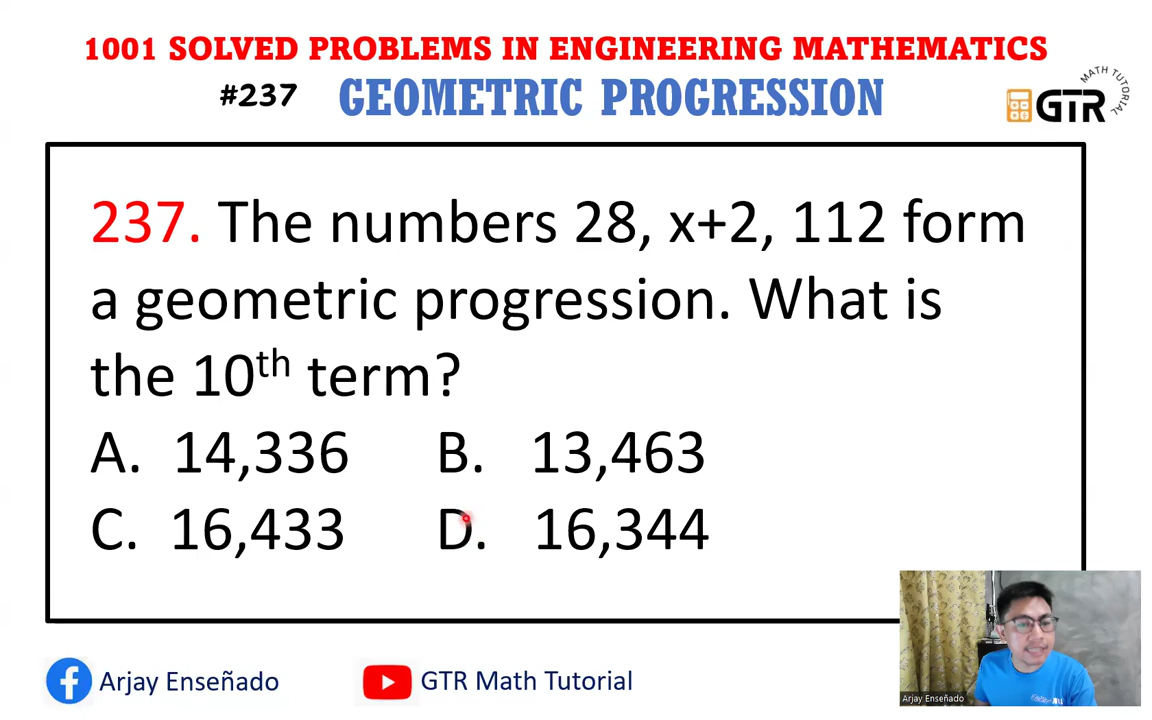 1001 SOLVED PROBLEMS IN ENGINEERING MATHEMATICS
#237 GEOMETRIC PROGRESSION
GTR MATH TUTORIAL
237. The numbers 28, x+2, 112 form
a geometric progression. What is
the 10th term?
A. 14,336 B. 13,463
C. 16,433 D. 16,344
Arjay Enseñado
GTR Math Tutorial
Arjay Enseñado